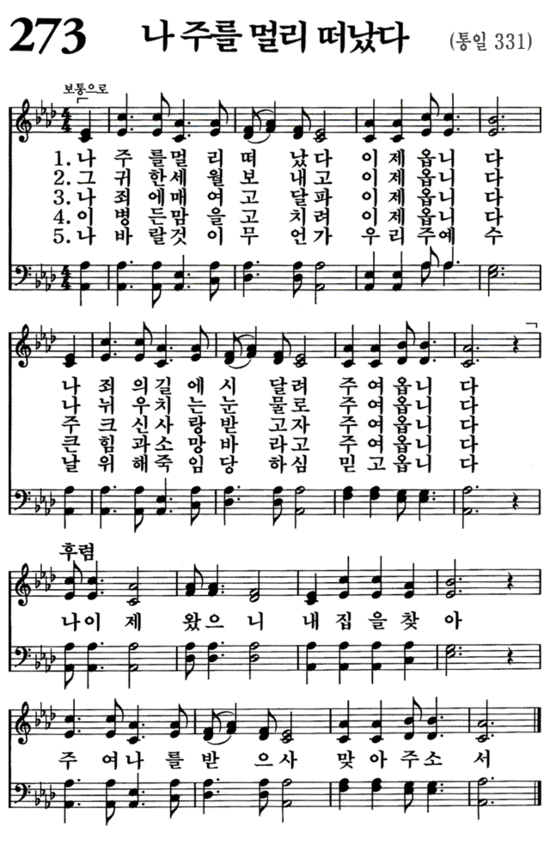 273 나 주를 멀리 떠났다 (통일 331)
보통으로
1. 나 주 를 멀 리 떠 났 다 이 제 옵 니 다
2. 그 귀 한 세 월 보 내 고 이 제 옵 니 다
3. 나 죄 에 매 여 고 달 파 이 제 옵 니 다
4. 이 병 든 맘 을 고 치 려 이 제 옵 니 다
5. 나 바 랄 것 이 무 언 가 우 리 주 예 수
나 죄 의 길 에 시 달 려 주 여 옵 니 다
나 뉘 우 치 는 눈 물 로 주 여 옵 니 다
주 크 신 사 랑 받 고 자 주 여 옵 니 다
큰 힘 과 소 망 바 라 고 주 여 옵 니 다
날 위 해 죽 임 당 하 심 믿 고 옵 니 다
후렴
나 이 제 왔 으 니 내 집 을 찾 아
주 여 나 를 받 으 사 맞 아 주 소 서